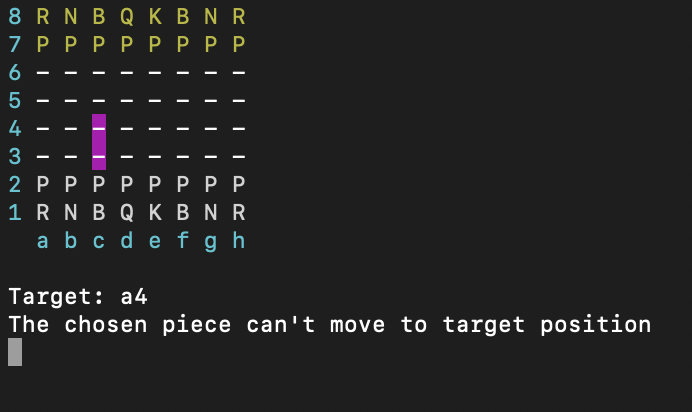 8 R N B Q K B N R
7 P P P P P P P P
6 – – – – – – – –
5 – – – – – – – –
4 – – – – – – – –
3 – – – – – – – –
2 P P P P P P P P
1 R N B Q K B N R
a b c d e f g h
Target: a4
The chosen piece can't move to target position